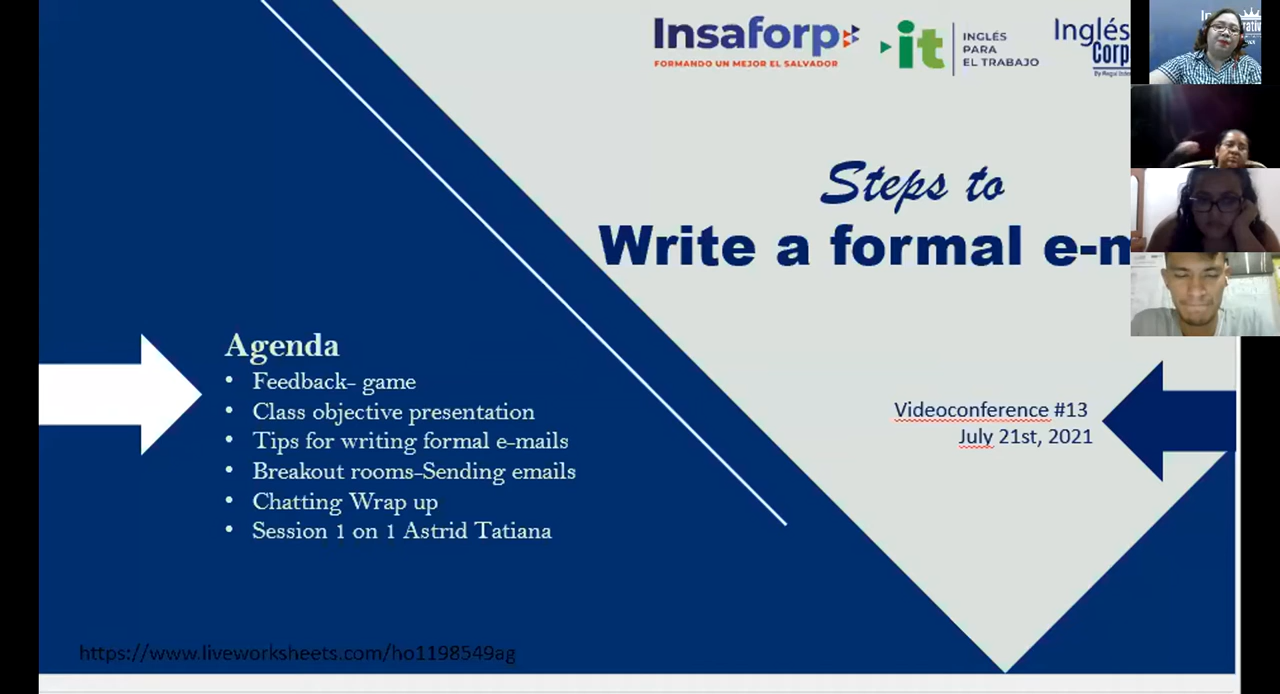 Insaforp
FORMANDO UN MEJOR EL SALVADOR
it
INGLÉS
PARA
EL TRABAJO
Inglés
Corp
Steps to
Write a formal e-m
Agenda
• Feedback- game
• Class objective presentation
• Tips for writing formal e-mails
• Breakout rooms-Sending emails
• Chatting Wrap up
• Session 1 on 1 Astrid Tatiana
Videoconference #13
July 21st, 2021
https://www.liveworksheets.com/ho1198549ag